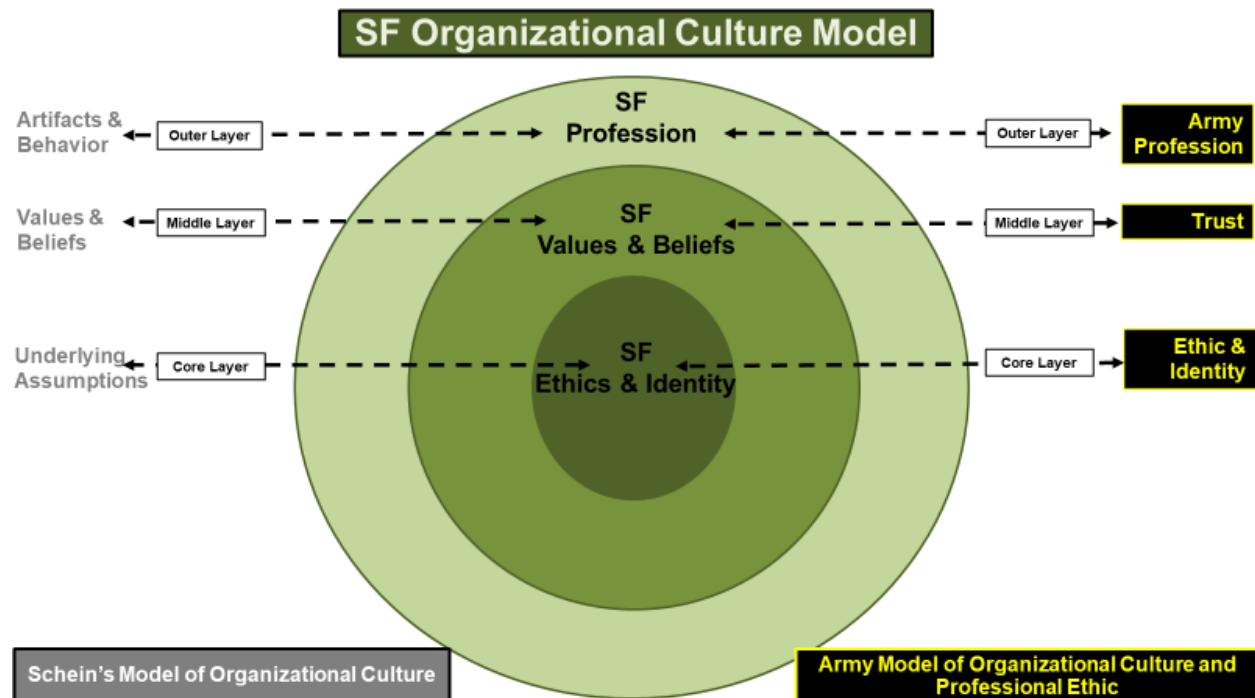 SF Organizational Culture Model
Artifacts &
Behavior
Outer Layer
SF
Profession
Outer Layer
Army
Profession
Values &
Beliefs
Middle Layer
SF
Values & Beliefs
Middle Layer
Trust
Underlying
Assumptions
Core Layer
SF
Ethics & Identity
Core Layer
Ethic &
Identity
Schein's Model of Organizational Culture
Army Model of Organizational Culture and
Professional Ethic